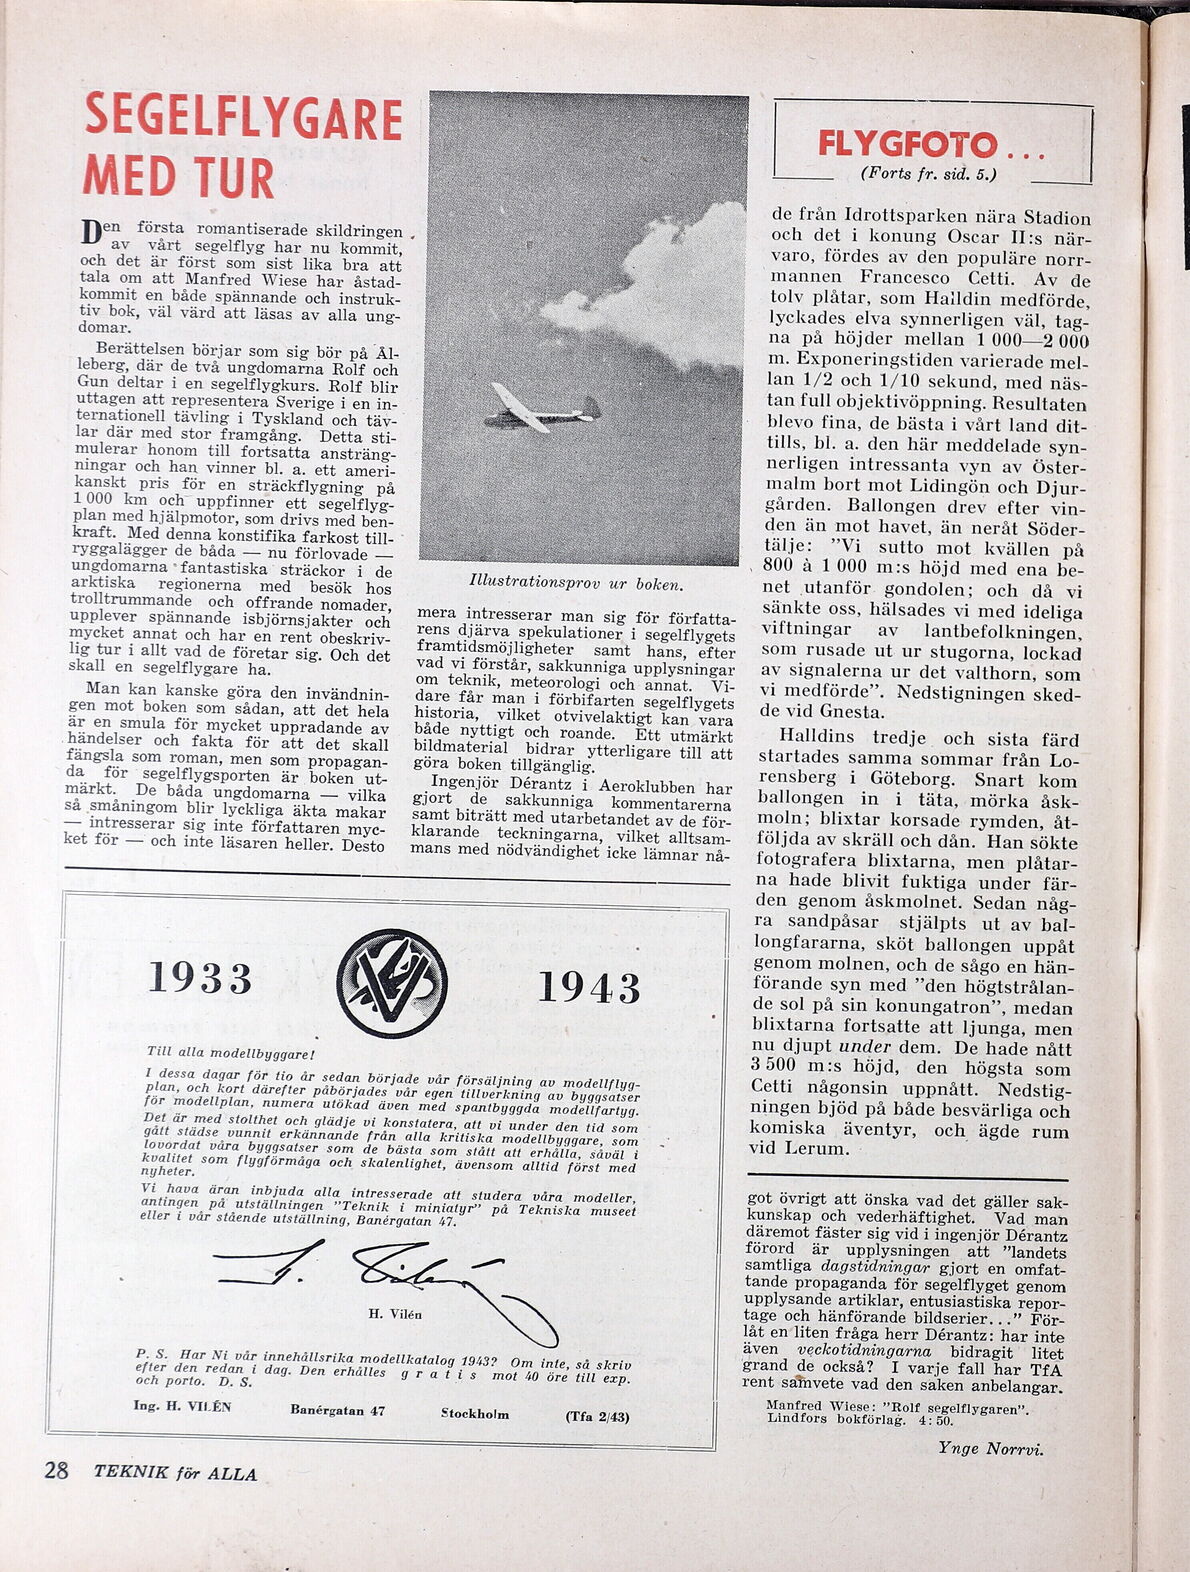 SEGELFLYGARE
MED TUR
Den första romantiserade skildringen
av vårt segelflyg har nu kommit,
och det är först som sist lika bra att
tala om att Manfred Wiese har åstad-
kommit en både spännande och instruk-
tiv bok, väl värd att läsas av alla ung-
domar.
Berättelsen börjar som sig bör på Ål-
leberg, där de två ungdomarna Rolf och
Gun deltar i en segelflygkurs. Rolf blir
uttagen att representera Sverige i en in-
ternationell tävling i Tyskland och täv-
lar där med stor framgång. Detta sti-
mulerar honom till fortsatta ansträng-
ningar och han vinner bl. a. ett ameri-
kanskt pris för en sträckflygning på
1 000 km och uppfinner ett segelflyg-
plan med hjälpmotor, som drivs med ben-
kraft. Med denna konstifika farkost till-
ryggalägger de båda — nu förlovade —
ungdomarna fantastiska sträckor i de
arktiska regionerna med besök hos
trolltrummande och offrande nomader,
upplever spännande isbjörnsjakter och
mycket annat och har en rent obeskriv-
lig tur i allt vad de företar sig. Och det
skall en segelflygare ha.
Man kan kanske göra den invändnin-
gen mot boken som sådan, att det hela
är en smula för mycket uppradande av
händelser och fakta för att det skall
fängsla som roman, men som propagan-
da för segelflygsporten är boken ut-
märkt. De båda ungdomarna — vilka
så småningom blir lyckliga äkta makar
— intresserar sig inte författaren myc-
ket för — och inte läsaren heller. Desto
Illustrationsprov ur boken.
mera intresserar man sig för författa-
rens djärva spekulationer i segelflygets
framtidsmöjligheter samt hans, efter
vad vi förstår, sakkunniga upplysningar
om teknik, meteorologi och annat. Vi-
dare får man i förbifarten segelflygets
historia, vilket otvivelaktigt kan vara
både nyttigt och roande. Ett utmärkt
bildmaterial bidrar ytterligare till att
göra boken tillgänglig.
Ingenjör Dérantz i Aeroklubben har
gjort de sakkunniga kommentarerna
samt biträtt med utarbetandet av de för-
klarande teckningarna, vilket alltsam-
mans med nödvändighet icke lämnar nå-
FLYGFOTO...
(Forts fr. sid. 5.)
de från Idrottsparken nära Stadion
och det i konung Oscar II:s när-
varo, fördes av den populäre norr-
mannen Francesco Cetti. Av de
tolv plåtar, som Halldin medförde,
lyckades elva synnerligen väl, tag-
na på höjder mellan 1 000—2 000
m. Exponeringstiden varierade mel-
lan 1/2 och 1/10 sekund, med näs-
tan full objektivöppning. Resultaten
blevo fina, de bästa i vårt land dit-
tills, bl. a. den här meddelade syn-
nerligen intressanta vyn av Öster-
malm bort mot Lidingön och Djur-
gården. Ballongen drev efter vin-
den än mot havet, än neråt Söder-
tälje: ”Vi sutto mot kvällen på
800 à 1 000 m:s höjd med ena be-
net utanför gondolen; och då vi
sänkte oss, hälsades vi med ideliga
viftningar av lantbefolkningen,
som rusade ut ur stugorna, lockad
av signalerna ur det valthorn, som
vi medförde”. Nedstigningen sked-
de vid Gnesta.
Halldins tredje och sista färd
startades samma sommar från Lo-
rensberg i Göteborg. Snart kom
ballongen in i täta, mörka åsk-
moln; blixtar korsade rymden, åt-
följda av skräll och dån. Han sökte
fotografera blixtarna, men plåtar-
na hade blivit fuktiga under fär-
den genom åskmolnet. Sedan någ-
ra sandpåsar stjälpts ut av bal-
longfararna, sköt ballongen uppåt
genom molnen, och de sågo en hän-
förande syn med ”den högtstrålan-
de sol på sin konungatron”, medan
blixtarna fortsatte att ljunga, men
nu djupt under dem. De hade nått
3 500 m:s höjd, den högsta som
Cetti någonsin uppnått. Nedstig-
ningen bjöd på både besvärliga och
komiska äventyr, och ägde rum
vid Lerum.
got övrigt att önska vad det gäller sak-
kunskap och vederhäftighet. Vad man
däremot fäster sig vid i ingenjör Dérantz
förord är upplysningen att ”landets
samtliga dagstidningar gjort en omfat-
tande propaganda för segelflyget genom
upplysande artiklar, entusiastiska repor-
tage och hänförande bildserier...” För-
låt en liten fråga herr Dérantz: har inte
även veckotidningarna bidragit litet
grand de också? I varje fall har TfA
rent samvete vad den saken anbelangar.
Manfred Wiese: ”Rolf segelflygaren”.
Lindfors bokförlag. 4: 50.
Ynge Norrvi.
1933
1943
Till alla modellbyggare!
I dessa dagar för tio år sedan började vår försäljning av modellflyg-
plan, och kort därefter påbörjades vår egen tillverkning av byggsatser
för modellplan, numera utökad även med spantbyggda modellfartyg.
Det är med stolthet och glädje vi konstatera, att vi under den tid som
gått städse vunnit erkännande från alla kritiska modellbyggare, som
lovordat våra byggsatser som de bästa som stått att erhålla, såväl i
kvalitet som flygförmåga och skalenlighet, ävensom alltid först med
nyheter.
Vi hava äran inbjuda alla intresserade att studera våra modeller,
antingen på utställningen ”Teknik i miniatyr” på Tekniska museet
eller i vår stående utställning, Banérgatan 47.
H. Vilén
H. Vilén
P. S. Har Ni vår innehållsrika modellkatalog 1943? Om inte, så skriv
efter den redan i dag. Den erhålles gratis mot 40 öre till exp.
och porto. D. S.
Ing. H. VILÉN Banérgatan 47 Stockholm (Tfa 2/43)
28 TEKNIK för ALLA